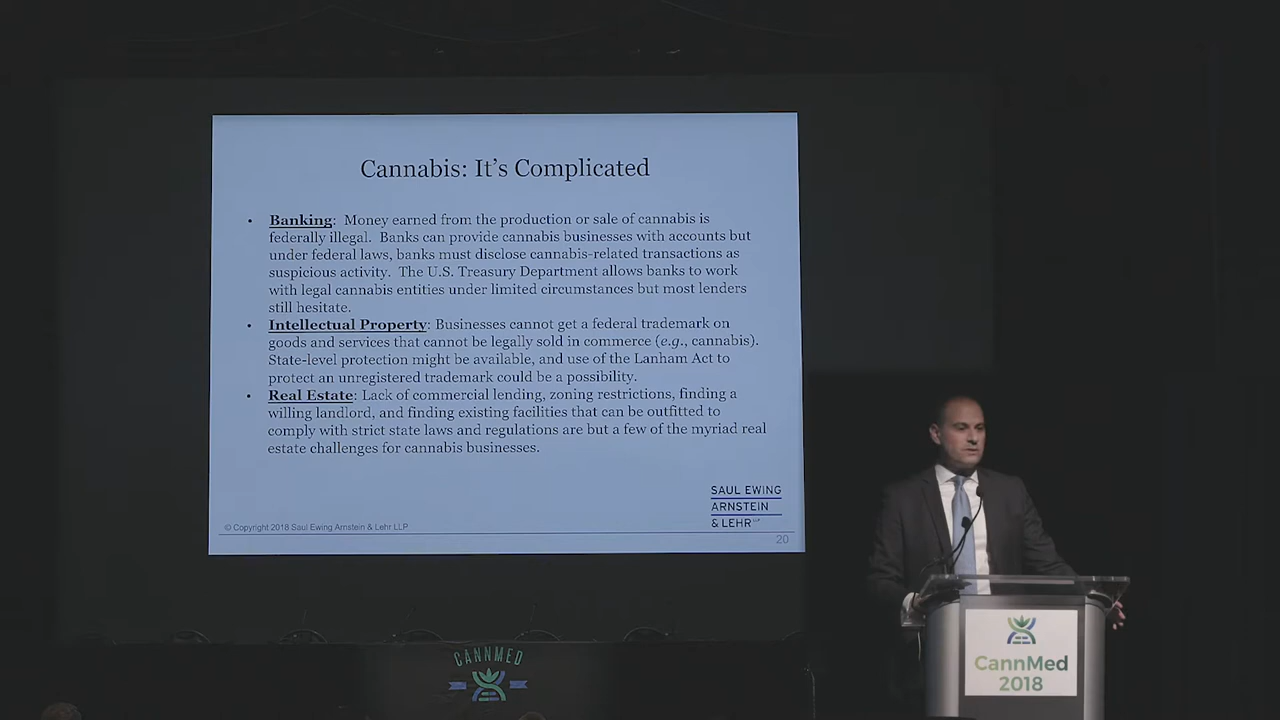 Cannabis: It's Complicated
• Banking: Money earned from the production or sale of cannabis is
federally illegal. Banks can provide cannabis businesses with accounts but
under federal laws, banks must disclose cannabis-related transactions as
suspicious activity. The U.S. Treasury Department allows banks to work
with legal cannabis entities under limited circumstances but most lenders
still hesitate.
• Intellectual Property: Businesses cannot get a federal trademark on
goods and services that cannot be legally sold in commerce (e.g., cannabis).
State-level protection might be available, and use of the Lanham Act to
protect an unregistered trademark could be a possibility.
• Real Estate: Lack of commercial lending, zoning restrictions, finding a
willing landlord, and finding existing facilities that can be outfitted to
comply with strict state laws and regulations are but a few of the myriad real
estate challenges for cannabis businesses.
SAUL EWING
ARNSTEIN
& LEHR LLP
© Copyright 2018 Saul Ewing Arnstein & Lehr LLP
20
CANNMED
CannMed
2018